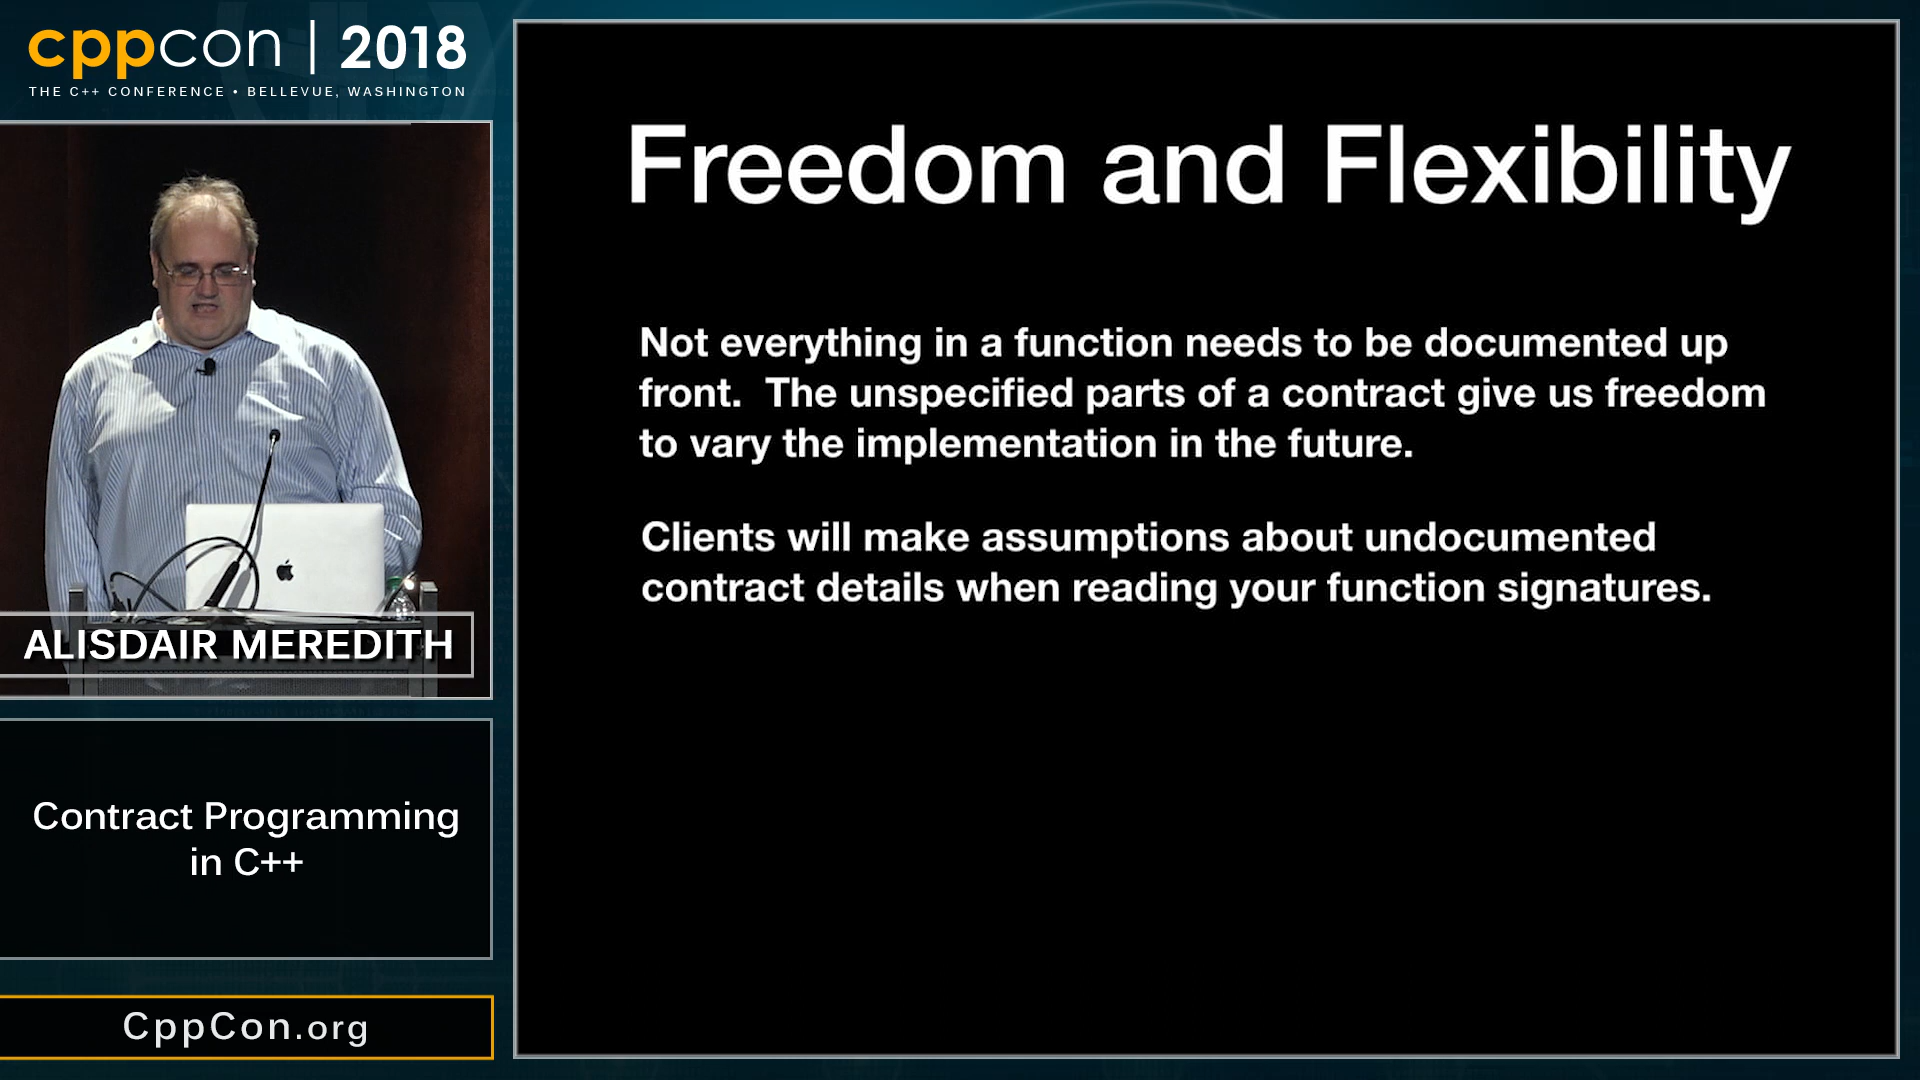 cppcon | 2018
THE C++ CONFERENCE • BELLEVUE, WASHINGTON
ALISDAIR MEREDITH
Contract Programming
in C++
CppCon.org
Freedom and Flexibility
Not everything in a function needs to be documented up
front.  The unspecified parts of a contract give us freedom
to vary the implementation in the future.
Clients will make assumptions about undocumented
contract details when reading your function signatures.